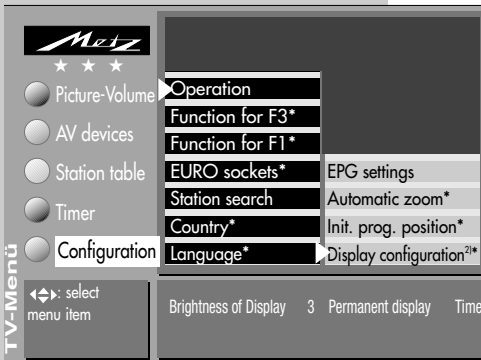 Metz
Picture-Volume
AV devices
Station table
Timer
Configuration
Operation
Function for F3*
Function for F1*
EURO sockets*
Station search
Country*
Language*
EPG settings
Automatic zoom*
Init. prog. position*
Display configuration2)*
TV-Menü
: select
menu item
Brightness of Display 3 Permanent display Time